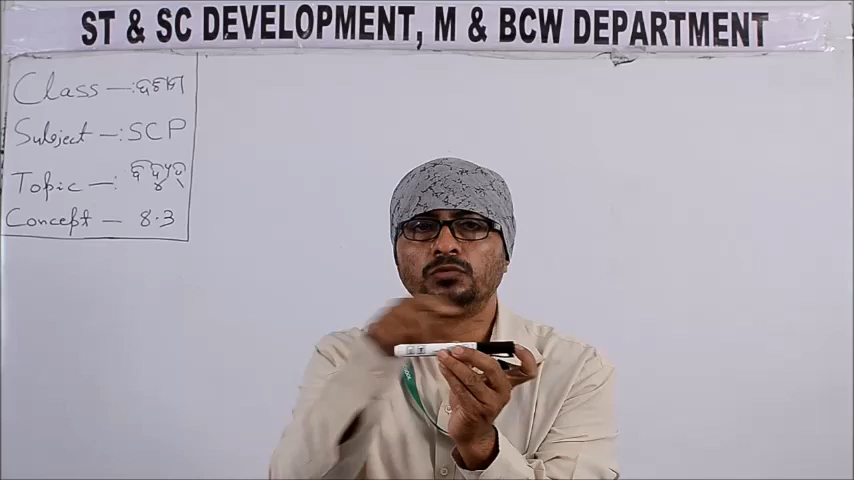 ST & SC DEVELOPMENT, M & BCW DEPARTMENT
Class — : ଦଶମ
Subject — : SCP
Topic — : ବିଦ୍ୟୁତ୍
Concept — 8.3